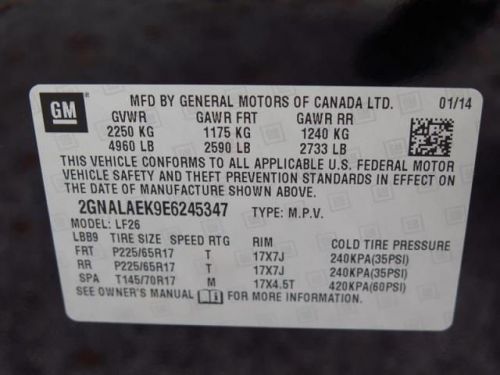 GM
MFD BY GENERAL MOTORS OF CANADA LTD. 01/14
GVWR GAWR FRT GAWR RR
2250 KG 1175 KG 1240 KG
4960 LB 2590 LB 2733 LB
THIS VEHICLE CONFORMS TO ALL APPLICABLE U.S. FEDERAL MOTOR
VEHICLE SAFETY AND THEFT PREVENTION STANDARDS IN EFFECT ON
THE DATE OF MANUFACTURE SHOWN ABOVE.
2GNALAEK9E6245347 TYPE: M.P.V.
MODEL: LF26
LBB9 TIRE SIZE SPEED RTG RIM COLD TIRE PRESSURE
FRT P225/65R17 T 17X7J 240KPA(35PSI)
RR P225/65R17 T 17X7J 240KPA(35PSI)
SPA T145/70R17 M 17X4.5T 420KPA(60PSI)
SEE OWNER'S MANUAL FOR MORE INFORMATION